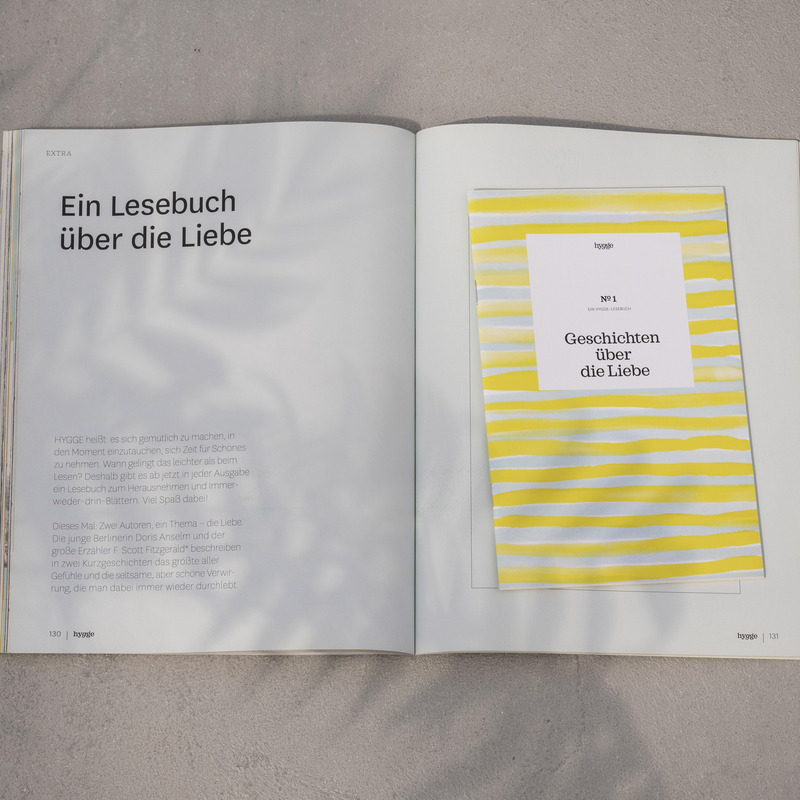 EXTRA
Ein Lesebuch
über die Liebe
HYGGE heißt: es sich gemütlich zu machen, in
den Moment einzutauchen, sich Zeit für Schönes
zu nehmen. Wann gelingt das leichter als beim
Lesen? Deshalb gibt es ab jetzt in jeder Ausgabe
ein Lesebuch zum Herausnehmen und Immer-
wieder-drin-Blättern. Viel Spaß dabei!
Dieses Mal: Zwei Autoren, ein Thema – die Liebe.
Die junge Berlinerin Doris Anselm und der
große Erzähler F. Scott Fitzgerald* beschreiben
in zwei Kurzgeschichten das größte aller
Gefühle und die seltsame, aber schöne Verwir-
rung, die man dabei immer wieder durchlebt.
130 | hygge
hygge
Nº 1
EIN HYGGE-LESEBUCH
Geschichten
über
die Liebe
hygge | 131